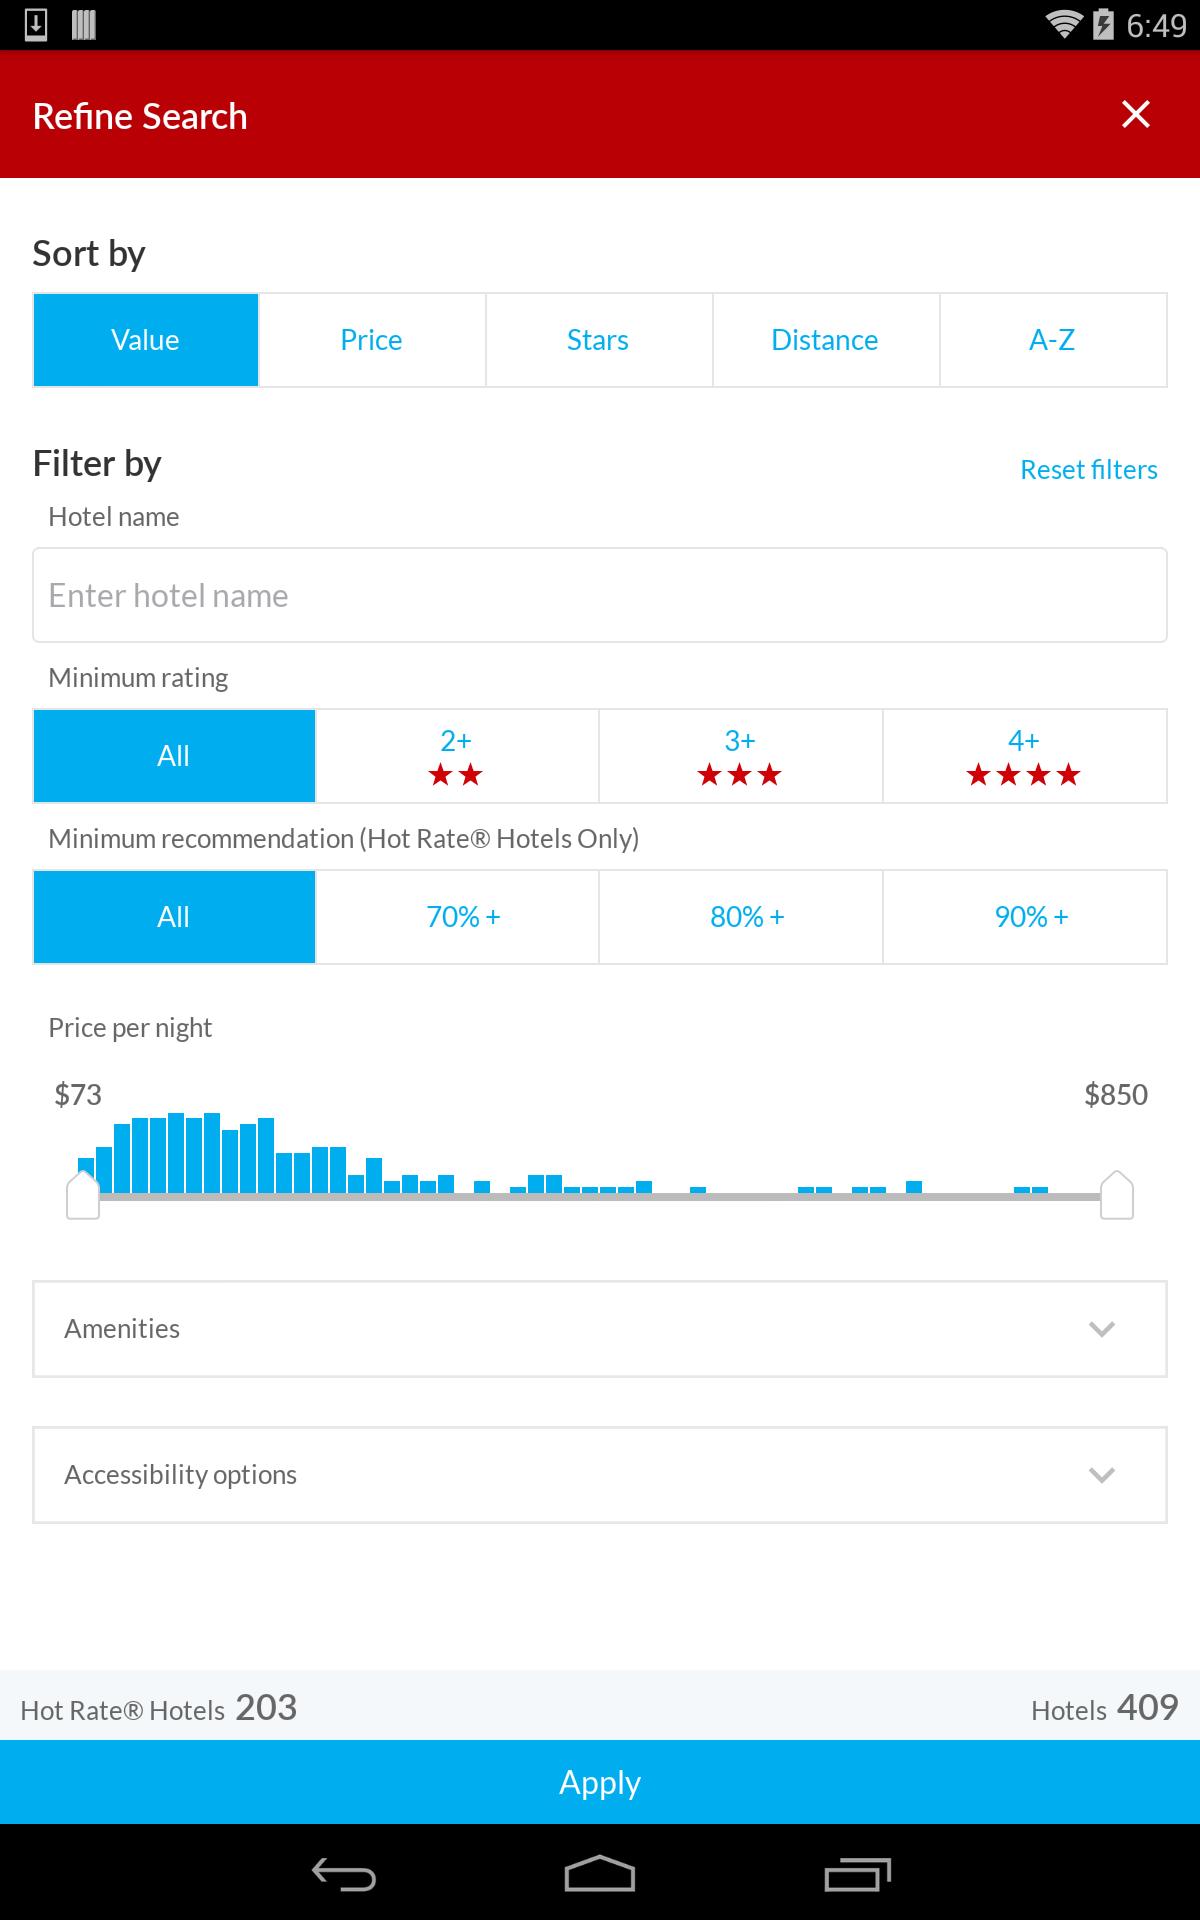 6:49
Refine Search
Sort by
Value Price Stars Distance A-Z
Filter by Reset filters
Hotel name
Enter hotel name
Minimum rating
All 2+ 3+ 4+
Minimum recommendation (Hot Rate® Hotels Only)
All 70% + 80% + 90% +
Price per night
$73 $850
Amenities
Accessibility options
Hot Rate® Hotels 203 Hotels 409
Apply